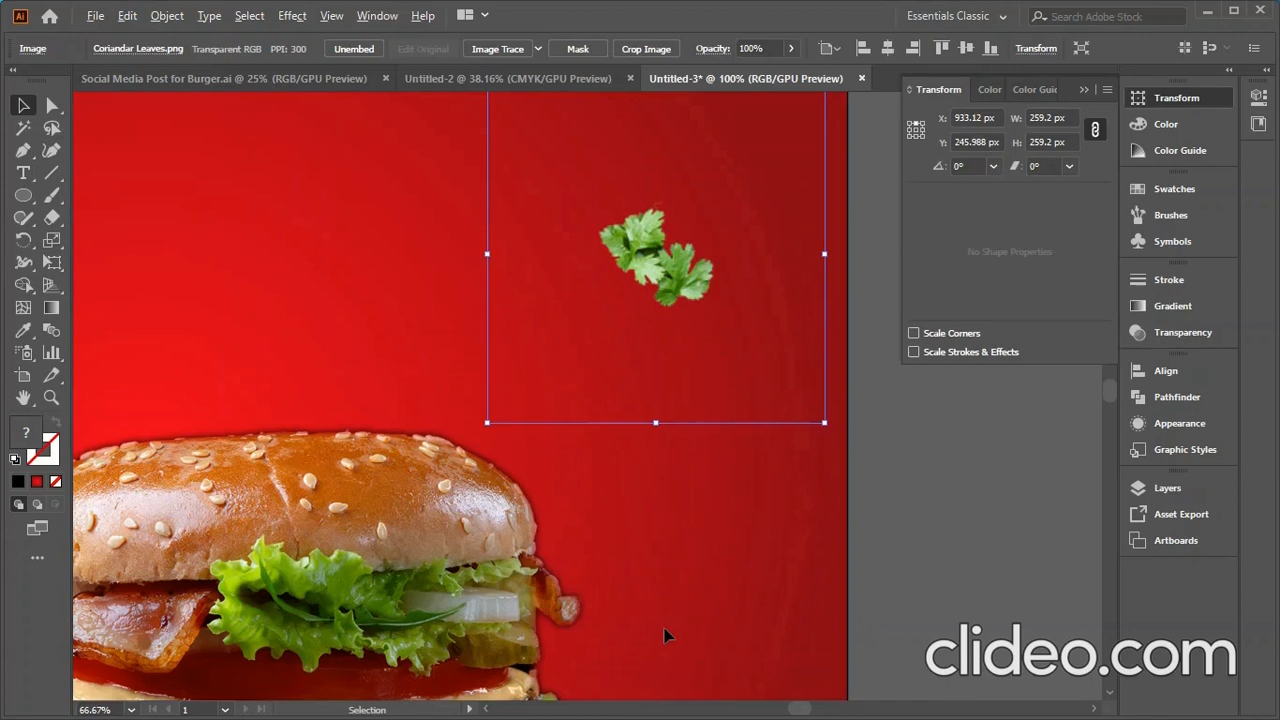 Ai File Edit Object Type Select Effect View Window Help Essentials Classic Search Adobe Stock
Image Coriandar Leaves.png Transparent RGB PPI: 300 Unembed Edit Original Image Trace Mask Crop Image Opacity: 100% Transform
Social Media Post for Burger.ai @ 25% (RGB/GPU Preview) × Untitled-2 @ 38.16% (CMYK/GPU Preview) × Untitled-3* @ 100% (RGB/GPU Preview) ×
Transform Color Color Guid
X: 933.12 px W: 259.2 px
Y: 245.988 px H: 259.2 px
0° 0°
No Shape Properties
Scale Corners
Scale Strokes & Effects
Transform
Color
Color Guide
Swatches
Brushes
Symbols
Stroke
Gradient
Transparency
Align
Pathfinder
Appearance
Graphic Styles
Layers
Asset Export
Artboards
?
clideo.com
66.67% 1 Selection